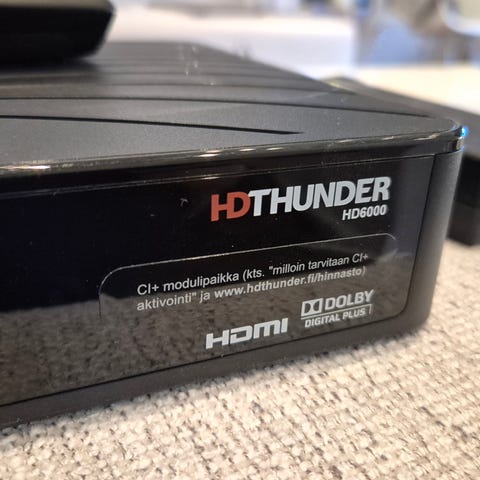 HDTHUNDER
HD6000
CI+ modulipaikka (kts. "milloin tarvitaan CI+
aktivointi" ja www.hdthunder.fi/hinnasto)
HDMI
DOLBY
DIGITAL PLUS